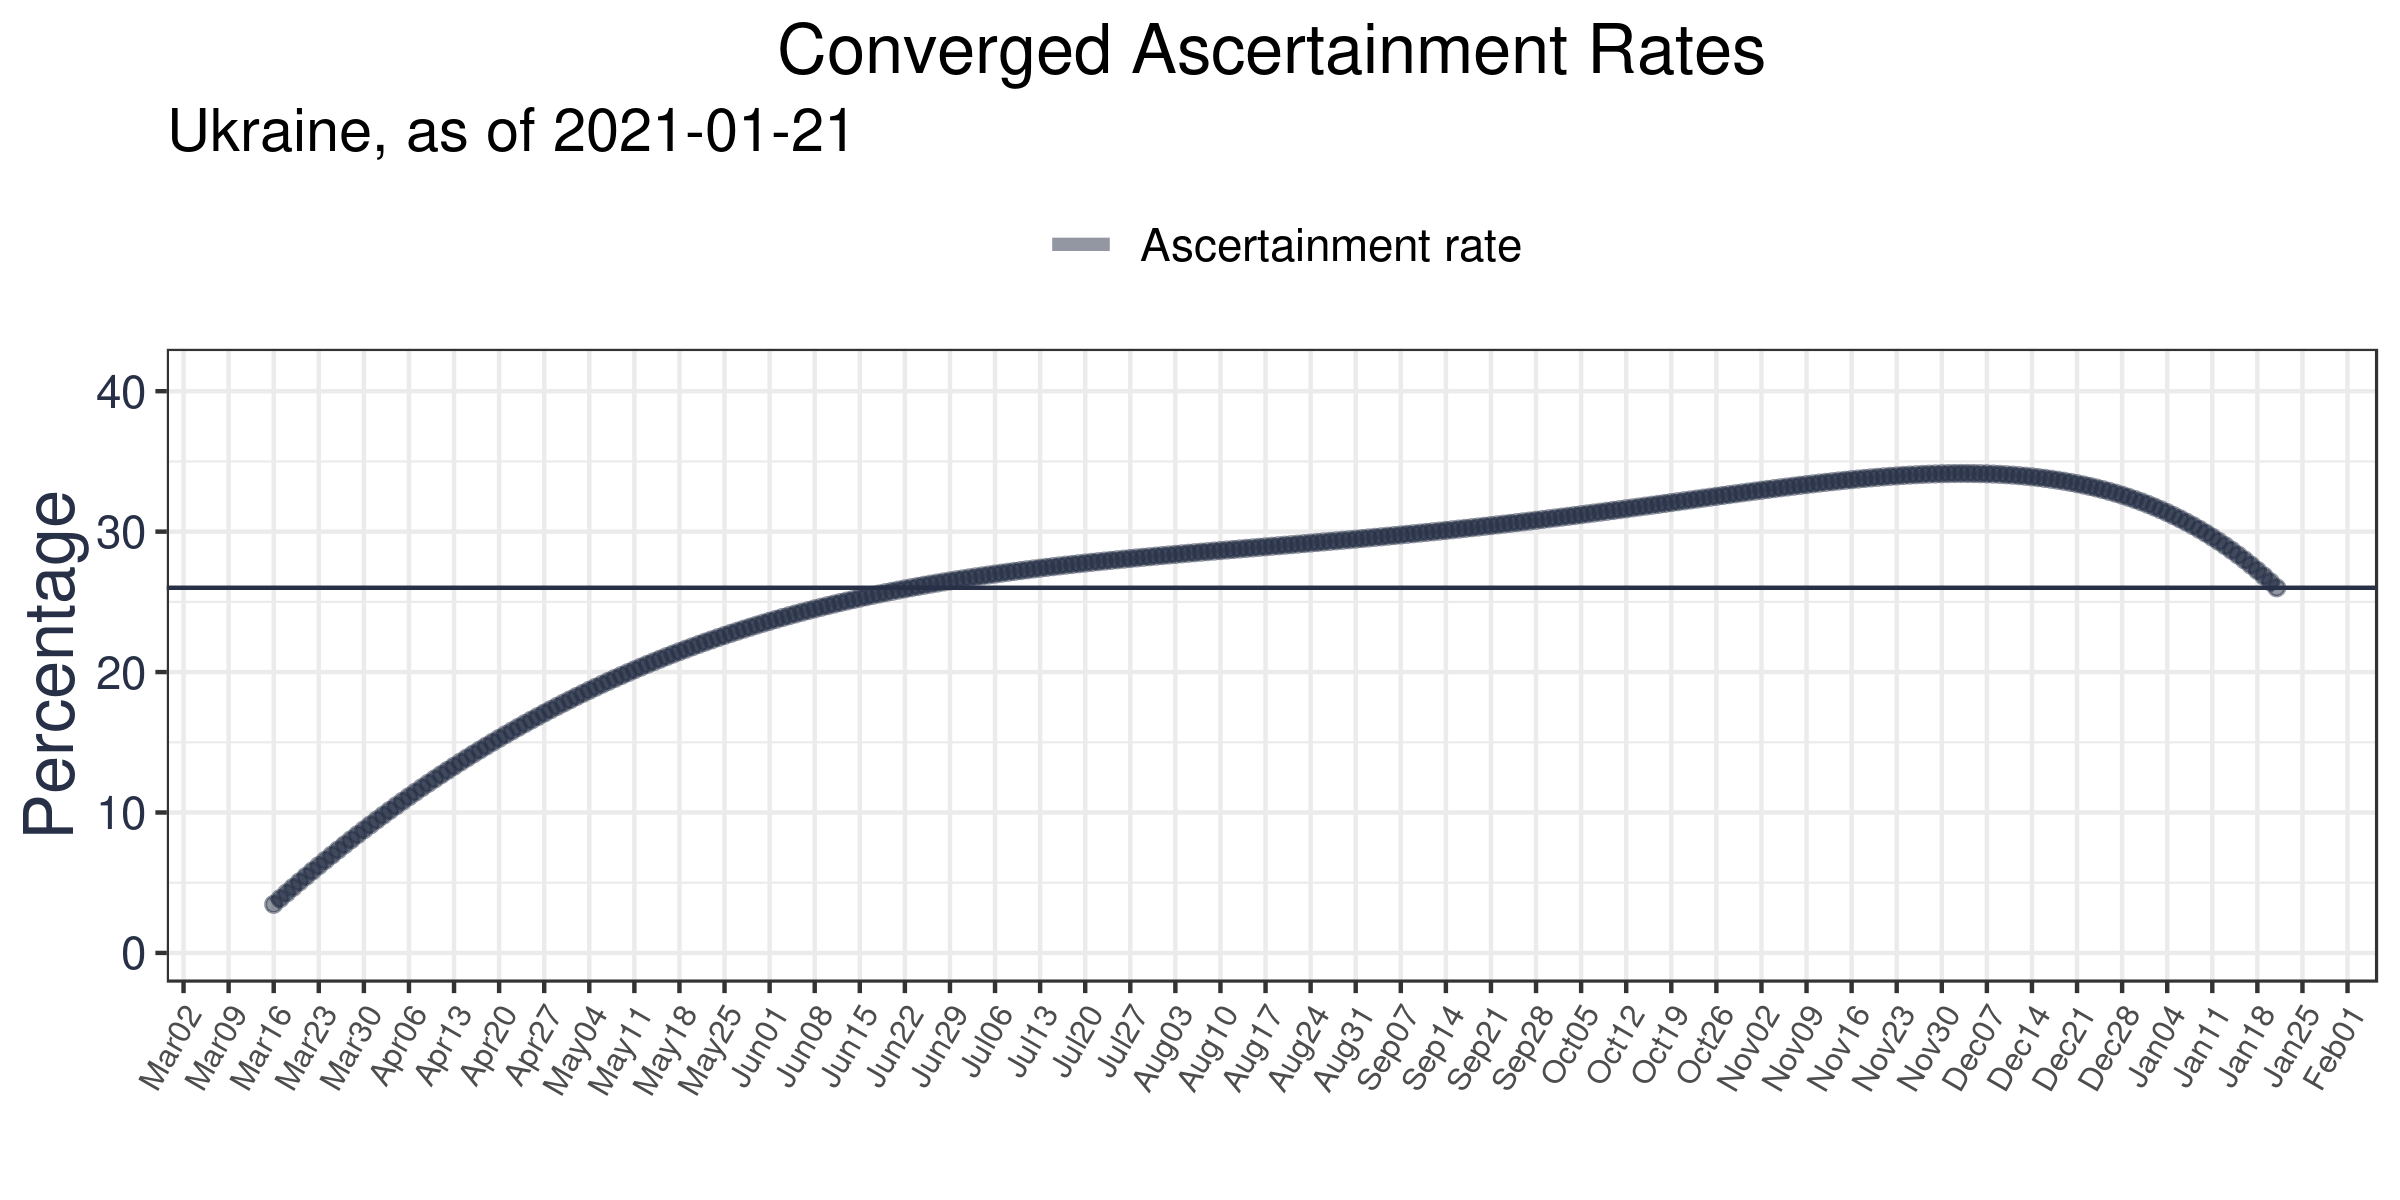 Converged Ascertainment Rates
Ukraine, as of 2021-01-21
Ascertainment rate
Percentage
40
30
20
10
0
Mar02 Mar09 Mar16 Mar23 Mar30 Apr06 Apr13 Apr20 Apr27 May04 May11 May18 May25 Jun01 Jun08 Jun15 Jun22 Jun29 Jul06 Jul13 Jul20 Jul27 Aug03 Aug10 Aug17 Aug24 Aug31 Sep07 Sep14 Sep21 Sep28 Oct05 Oct12 Oct19 Oct26 Nov02 Nov09 Nov16 Nov23 Nov30 Dec07 Dec14 Dec21 Dec28 Jan04 Jan11 Jan18 Jan25 Feb01